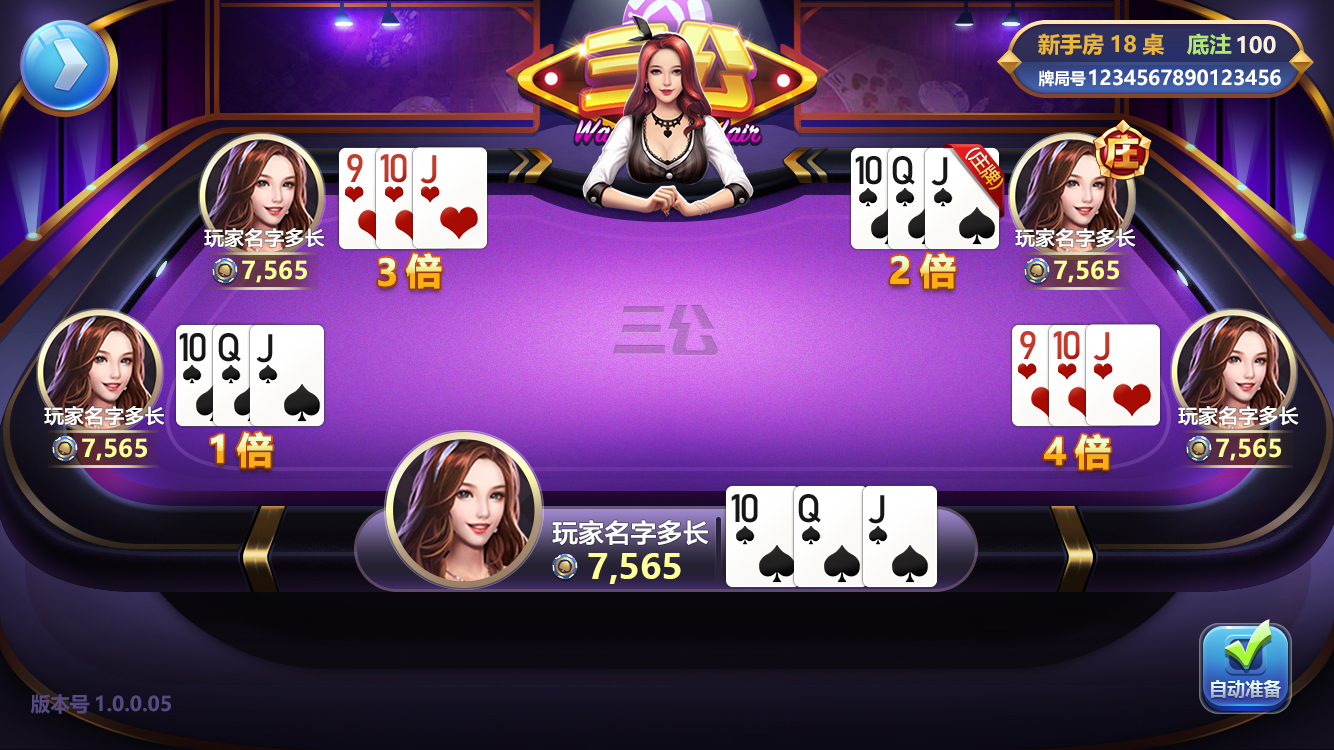 三公
Wa
air
新手房 18 桌 底注 100
牌局号1234567890123456
玩家名字多长
7,565
9 10 J
3 倍
10 Q J
庄牌
2 倍
庄
玩家名字多长
7,565
三公
玩家名字多长
7,565
10 Q J
1 倍
9 10 J
4 倍
玩家名字多长
7,565
玩家名字多长
7,565
10 Q J
自动准备
版本号 1.0.0.05